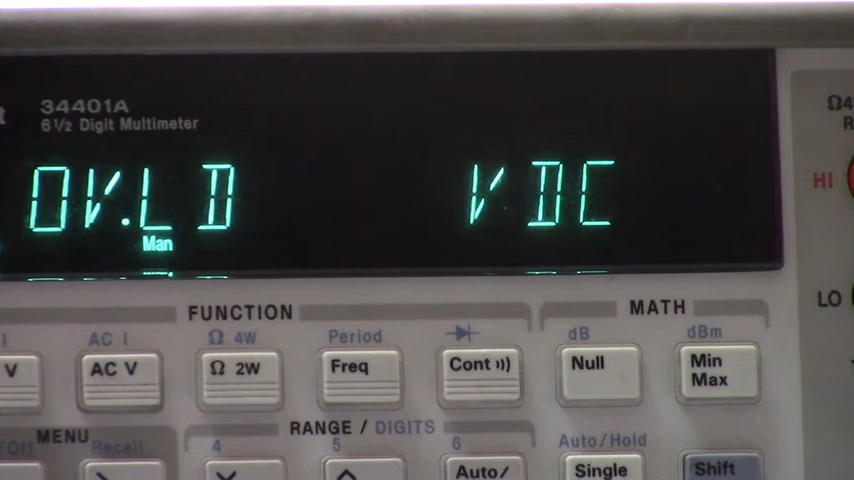 34401A
6½ Digit Multimeter
OV.LD VDC
Man
Ω4
HI
LO
FUNCTION
MATH
I AC I Ω 4W Period dB dBm
V AC V Ω 2W Freq Cont Null Min Max
MENU
RANGE / DIGITS
Off Recall 4 5 6 Auto/Hold
Auto/ Single Shift